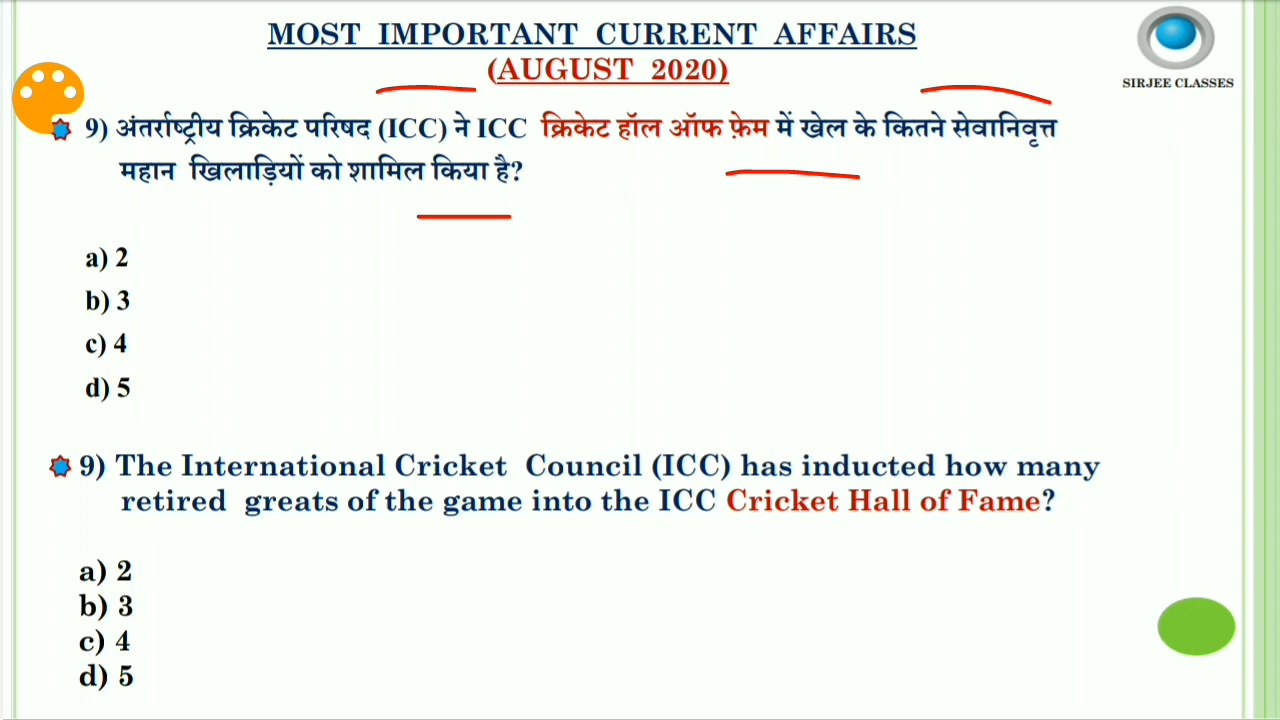 MOST IMPORTANT CURRENT AFFAIRS
(AUGUST 2020)
SIRJEE CLASSES
9) अंतर्राष्ट्रीय क्रिकेट परिषद (ICC) ने ICC क्रिकेट हॉल ऑफ फ़ेम में खेल के कितने सेवानिवृत्त
महान खिलाड़ियों को शामिल किया है?
a) 2
b) 3
c) 4
d) 5
9) The International Cricket Council (ICC) has inducted how many
retired greats of the game into the ICC Cricket Hall of Fame?
a) 2
b) 3
c) 4
d) 5